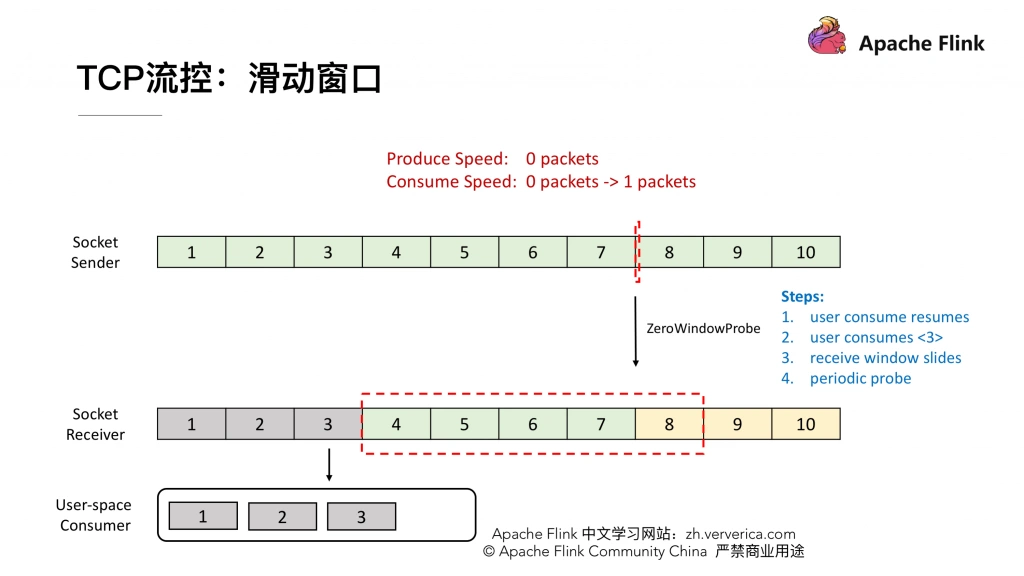 Apache Flink
TCP流控：滑动窗口
Produce Speed: 0 packets
Consume Speed: 0 packets -> 1 packets
Socket
Sender
1 2 3 4 5 6 7 8 9 10
ZeroWindowProbe
Steps:
1. user consume resumes
2. user consumes <3>
3. receive window slides
4. periodic probe
Socket
Receiver
1 2 3 4 5 6 7 8 9 10
User-space
Consumer
1 2 3
Apache Flink 中文学习网站：zh.ververica.com
© Apache Flink Community China 严禁商业用途